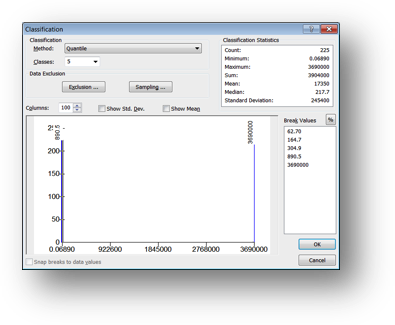 Classification
Classification
Method: Quantile
Classes: 5
Data Exclusion
Exclusion ... Sampling ...
Classification Statistics
Count: 225
Minimum: 0.06890
Maximum: 3690000
Sum: 3904000
Mean: 17350
Median: 217.7
Standard Deviation: 245400
Columns: 100 Show Std. Dev. Show Mean
890.5
3690000
200
150
100
50
0
0.06890 922600 1845000 2768000 3690000
Break Values %
62.70
164.7
304.9
890.5
3690000
OK
Cancel
Snap breaks to data values